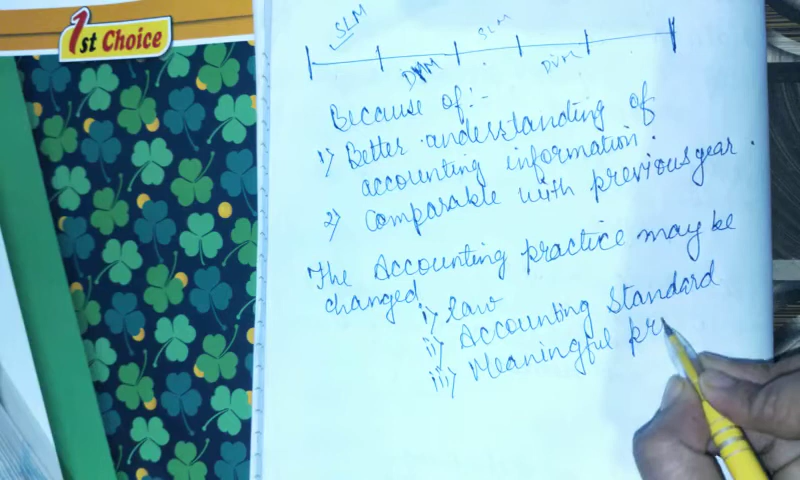 1st Choice
SLM
SLM
DVM
DVM
Because of:-
1) Better understanding of
accounting information.
2) Comparable with previous year.
The Accounting practice may be
changed
i) law
ii) Accounting Standard
iii) Meaningful pr